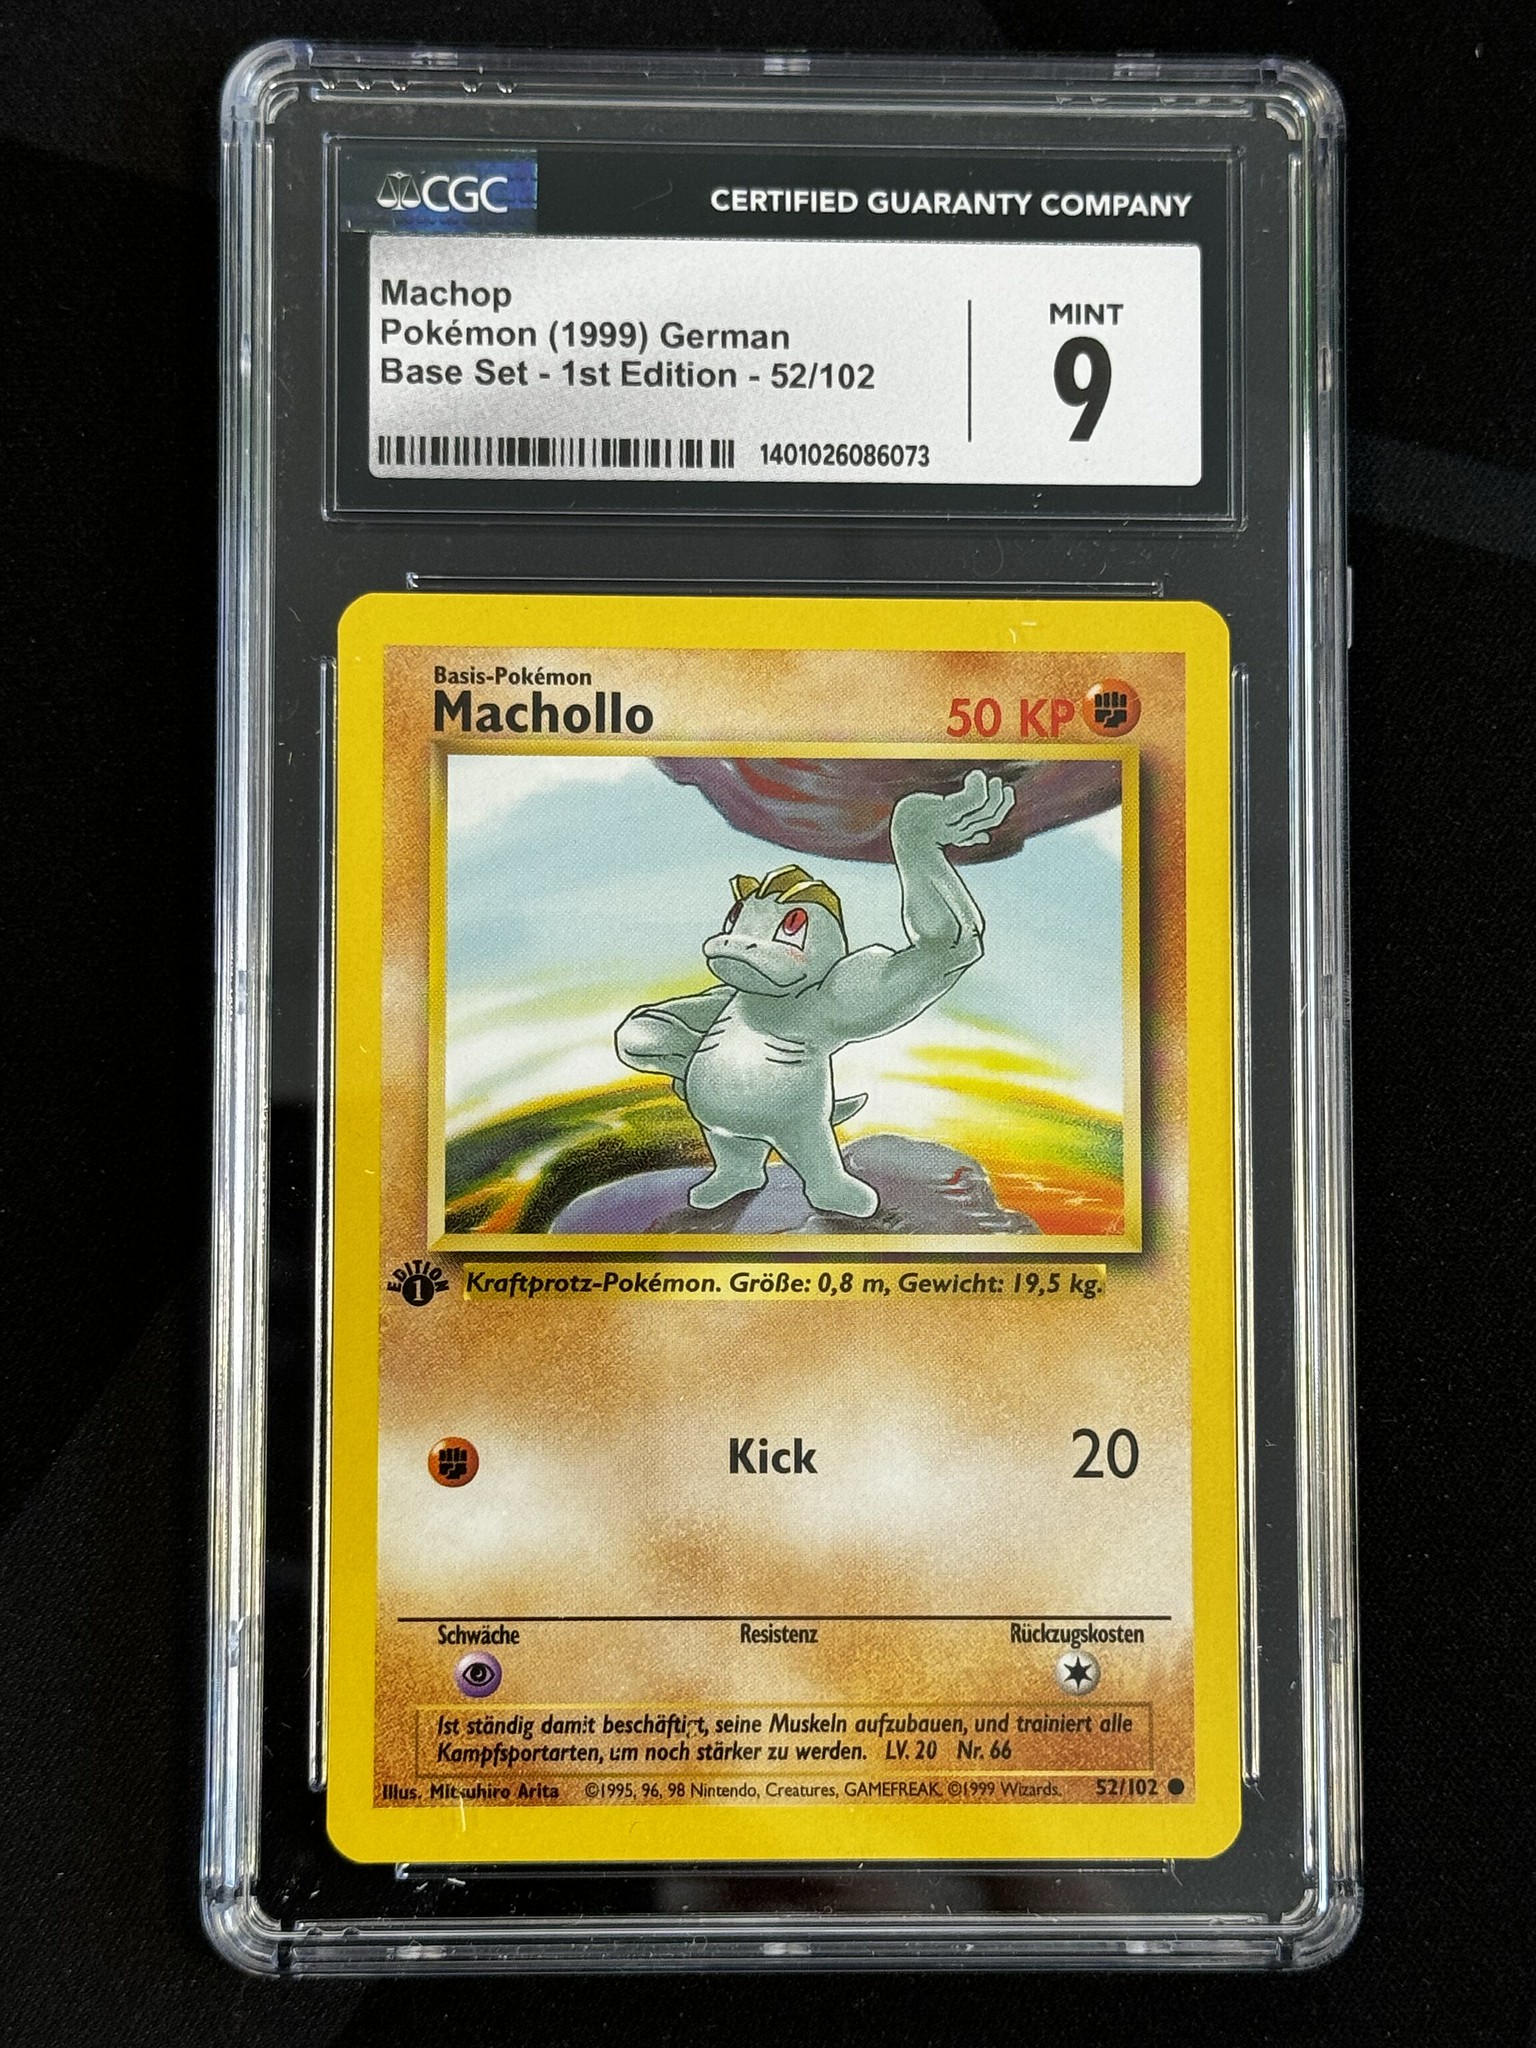 CGC
CERTIFIED GUARANTY COMPANY
Machop
Pokémon (1999) German
Base Set - 1st Edition - 52/102
1401026086073
MINT
9
Basis-Pokémon
Machollo
50 KP
EDITION
1
Kraftprotz-Pokémon. Größe: 0,8 m, Gewicht: 19,5 kg.
Kick
20
Schwäche
Resistenz
Rückzugskosten
Ist ständig damit beschäftigt, seine Muskeln aufzubauen, und trainiert alle
Kampfsportarten, um noch stärker zu werden. LV. 20 Nr. 66
Illus. Mitsuhiro Arita ©1995, 96, 98 Nintendo, Creatures, GAMEFREAK. ©1999 Wizards. 52/102